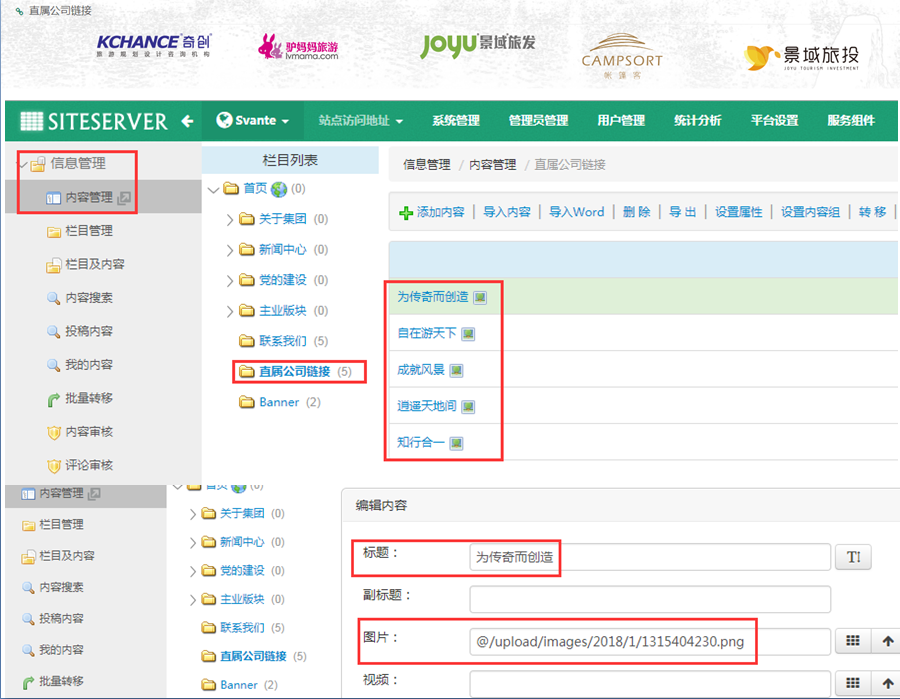 直属公司链接
KCHANCE 奇创
旅游规划设计咨询机构
驴妈妈旅游
lvmama.com
JOYU 景域旅发
CAMPSORT
帐篷客
景域旅投
JOYU TOURISM INVESTMENT
SITESERVER
Svante
站点访问地址
系统管理
管理员管理
用户管理
统计分析
平台设置
服务组件
信息管理
内容管理
栏目管理
栏目及内容
内容搜索
投稿内容
我的内容
批量转移
内容审核
评论审核
栏目列表
首页 (0)
关于集团 (0)
新闻中心 (0)
党的建设 (0)
主业版块 (0)
联系我们 (5)
直属公司链接 (5)
Banner (2)
信息管理 / 内容管理 / 直属公司链接
添加内容 | 导入内容 | 导入Word | 删 除 | 导 出 | 设置属性 | 设置内容组 | 转 移 |
为传奇而创造
自在游天下
成就风景
逍遥天地间
知行合一
内容管理
栏目管理
栏目及内容
内容搜索
投稿内容
我的内容
批量转移
首页 (0)
关于集团 (0)
新闻中心 (0)
党的建设 (0)
主业版块 (0)
联系我们 (5)
直属公司链接 (5)
Banner (2)
编辑内容
标题： 为传奇而创造
副标题：
图片： @/upload/images/2018/1/1315404230.png
视频：